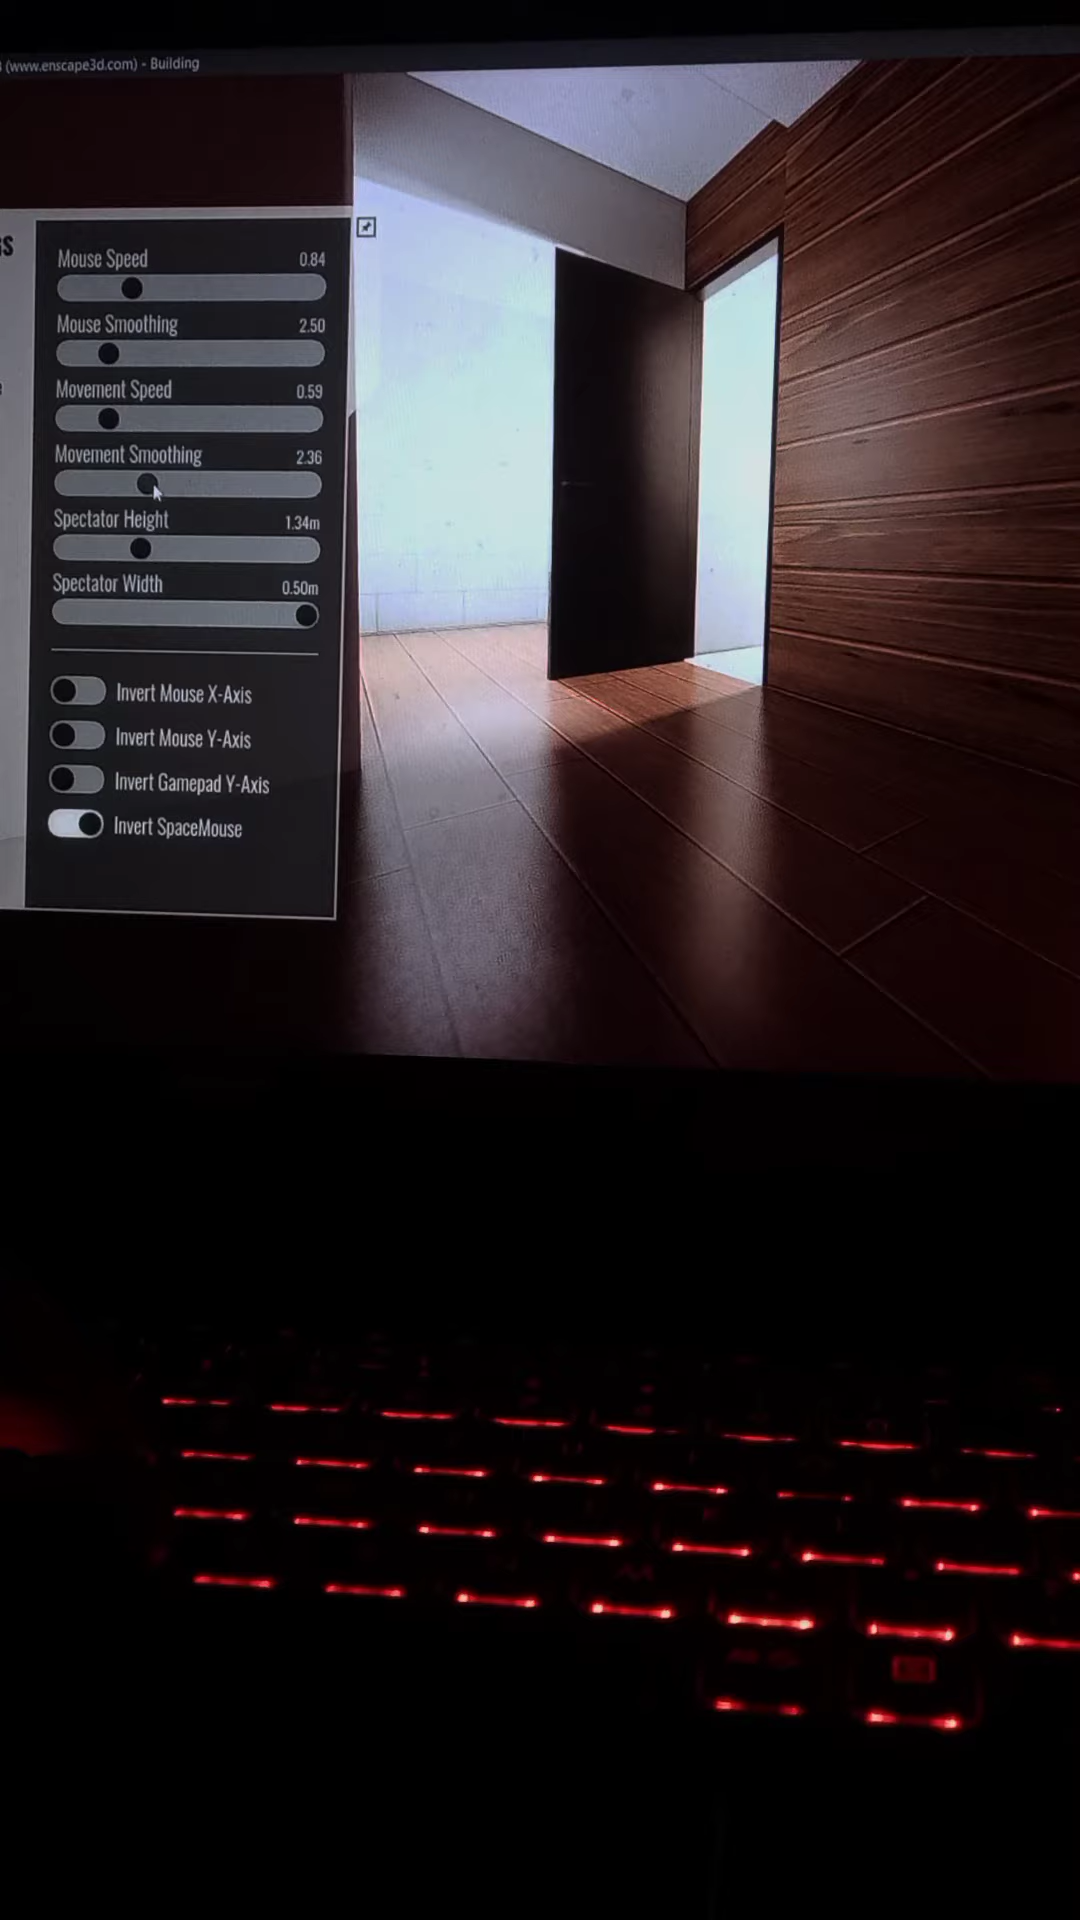 (www.enscape3d.com) - Building
Mouse Speed 0.84
Mouse Smoothing 2.50
Movement Speed 0.59
Movement Smoothing 2.36
Spectator Height 1.34m
Spectator Width 0.50m
Invert Mouse X-Axis
Invert Mouse Y-Axis
Invert Gamepad Y-Axis
Invert SpaceMouse